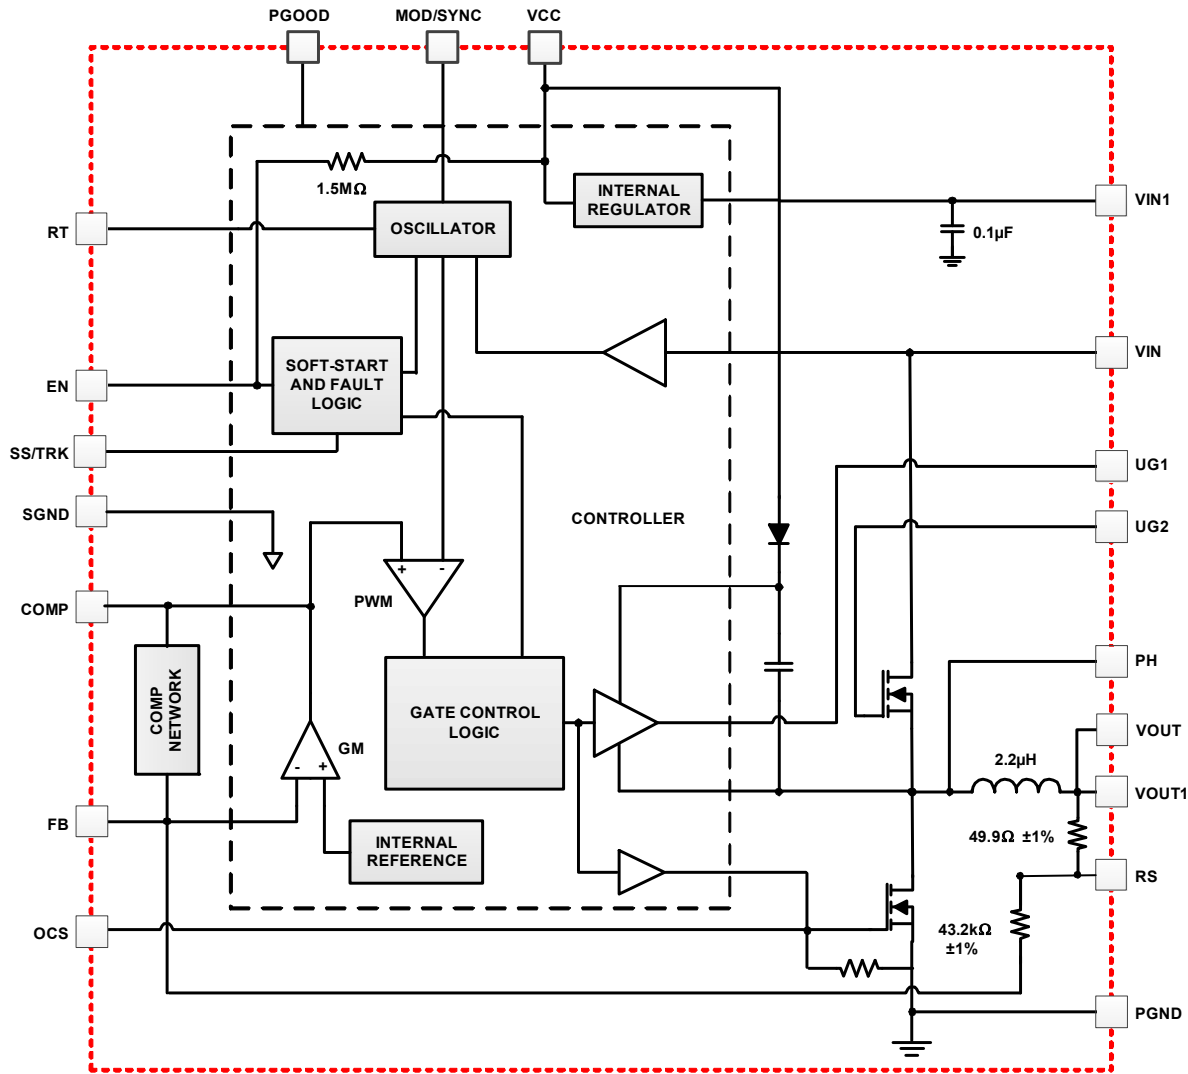 PGOOD
MOD/SYNC
VCC
1.5MΩ
INTERNAL
REGULATOR
VIN1
RT
OSCILLATOR
0.1µF
EN
SOFT-START
AND FAULT
LOGIC
VIN
SS/TRK
UG1
SGND
CONTROLLER
UG2
+
-
PWM
COMP
COMP
NETWORK
GATE CONTROL
LOGIC
PH
GM
-
+
VOUT
2.2µH
VOUT1
FB
INTERNAL
REFERENCE
49.9Ω ±1%
RS
OCS
43.2kΩ
±1%
PGND